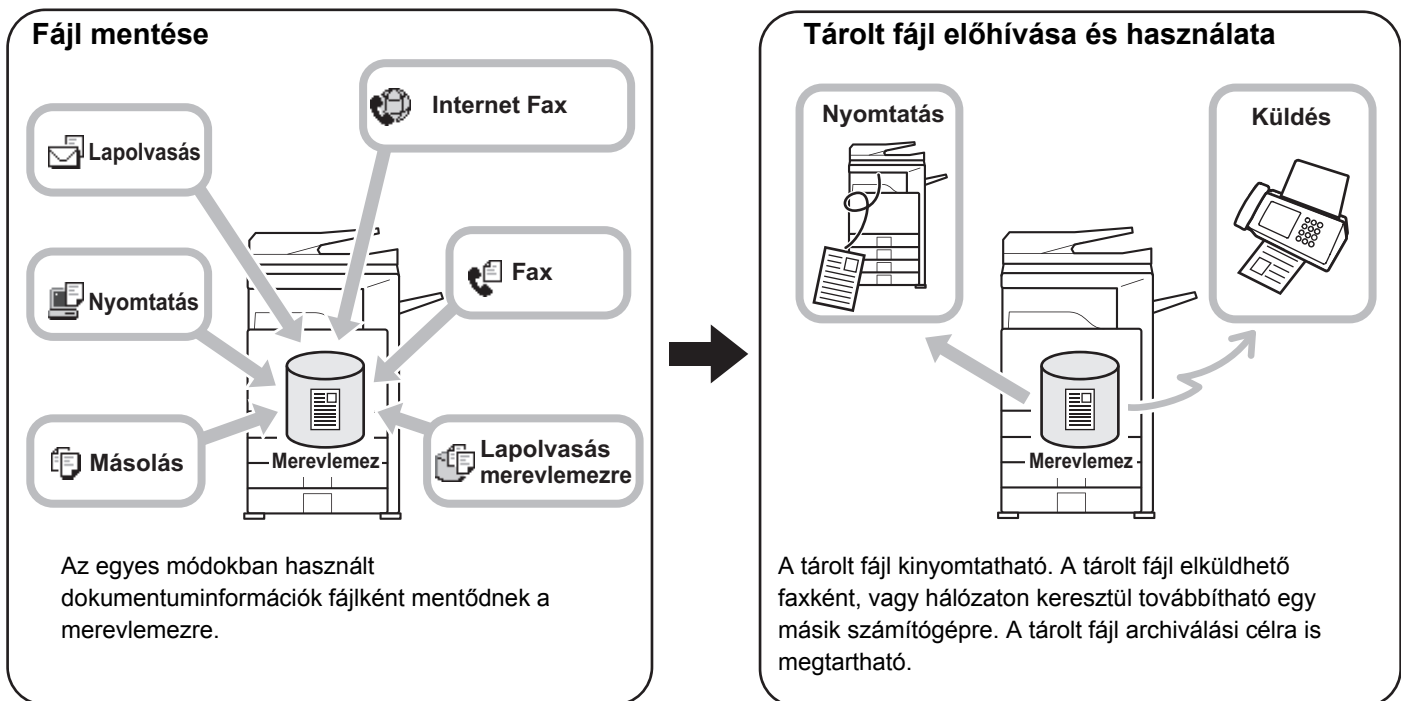 Fájl mentése
Internet Fax
Lapolvasás
Fax
Nyomtatás
Másolás
Merevlemez
Lapolvasás
merevlemezre
Az egyes módokban használt
dokumentuminformációk fájlként mentődnek a
merevlemezre.
Tárolt fájl előhívása és használata
Nyomtatás
Küldés
Merevlemez
A tárolt fájl kinyomtatható. A tárolt fájl elküldhető
faxként, vagy hálózaton keresztül továbbítható egy
másik számítógépre. A tárolt fájl archiválási célra is
megtartható.